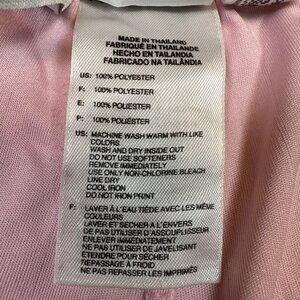 MADE IN THAILAND
FABRIQUÉ EN THAILANDE
HECHO EN TAILANDIA
FABRICADO NA TAILÂNDIA
US: 100% POLYESTER
F: 100% POLYESTER
E: 100% POLIÉSTER
P: 100% POLIÉSTER
US: MACHINE WASH WARM WITH LIKE
COLORS
WASH AND DRY INSIDE OUT
DO NOT USE SOFTENERS
REMOVE IMMEDIATELY
USE ONLY NON-CHLORINE BLEACH
LINE DRY
COOL IRON
DO NOT IRON PRINT
F: LAVER À L'EAU TIÈDE AVEC LES MÊME
COULEURS
LAVER ET SÉCHER À L'ENVERS
NE PAS UTILISER D'ASSOUPLISSEUR
ENLEVER IMMÉDIATEMENT
NE PAS UTILISER DE JAVELISANT
ÉTENDRE POUR SÉCHER
REPASSAGE À FROID
NE PAS REPASSER LES IMPRIMÉS